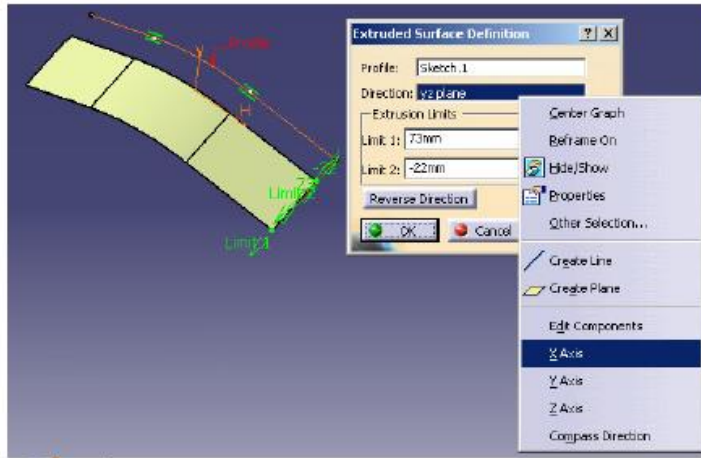 Extruded Surface Definition
Profile: Sketch.1
Direction: yz plane
Extrusion Limits
Limit 1: 73mm
Limit 2: -22mm
Reverse Direction
OK
Cancel
Center Graph
Reframe On
Hide/Show
Properties
Other Selection...
Create Line
Create Plane
Edit Components
X Axis
Y Axis
Z Axis
Compass Direction
V
H
Limit2
Limit1